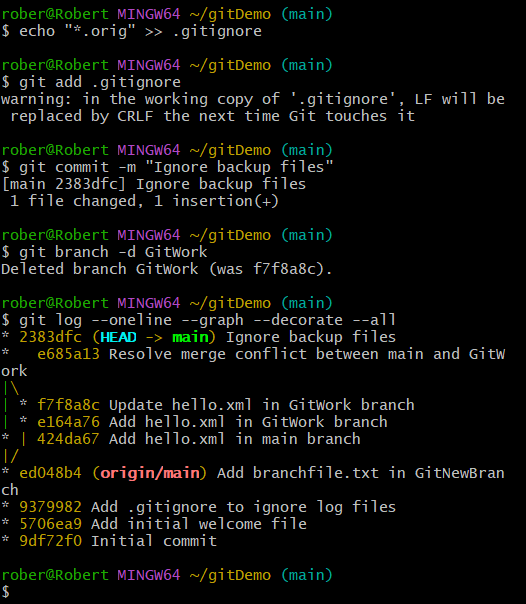 rober@Robert MINGW64 ~/gitDemo (main)
$ echo "*.orig" >> .gitignore

rober@Robert MINGW64 ~/gitDemo (main)
$ git add .gitignore
warning: in the working copy of '.gitignore', LF will be
 replaced by CRLF the next time Git touches it

rober@Robert MINGW64 ~/gitDemo (main)
$ git commit -m "Ignore backup files"
[main 2383dfc] Ignore backup files
 1 file changed, 1 insertion(+)

rober@Robert MINGW64 ~/gitDemo (main)
$ git branch -d GitWork
Deleted branch GitWork (was f7f8a8c).

rober@Robert MINGW64 ~/gitDemo (main)
$ git log --oneline --graph --decorate --all
* 2383dfc (HEAD -> main) Ignore backup files
*   e685a13 Resolve merge conflict between main and GitW
ork
|\
| * f7f8a8c Update hello.xml in GitWork branch
| * e164a76 Add hello.xml in GitWork branch
* | 424da67 Add hello.xml in main branch
|/
* ed048b4 (origin/main) Add branchfile.txt in GitNewBran
ch
* 9379982 Add .gitignore to ignore log files
* 5706ea9 Add initial welcome file
* 9df72f0 Initial commit

rober@Robert MINGW64 ~/gitDemo (main)
$